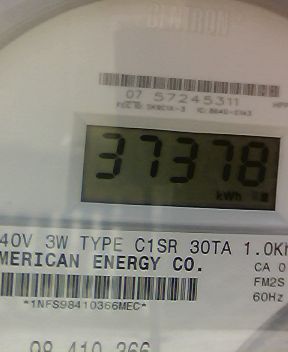 CENTRON
07 57245311
37378
kWh
40V 3W TYPE C1SR 30TA 1.0K
MERICAN ENERGY CO.
CA 0
FM2S
60Hz
*1NFS98410366MEC*
98 410 366